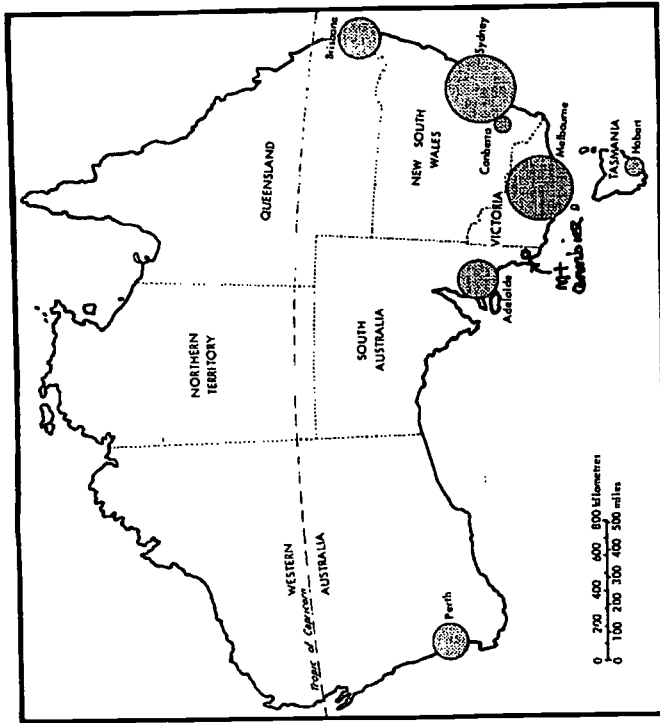 NORTHERN
TERRITORY
QUEENSLAND
WESTERN
AUSTRALIA
Tropic of Capricorn
SOUTH
AUSTRALIA
NEW SOUTH
WALES
VICTORIA
TASMANIA
Brisbane
Sydney
Canberra
Melbourne
Hobart
Adelaide
Perth
Mt
Gambier
0 200 400 600 800 kilometres
0 100 200 300 400 500 miles